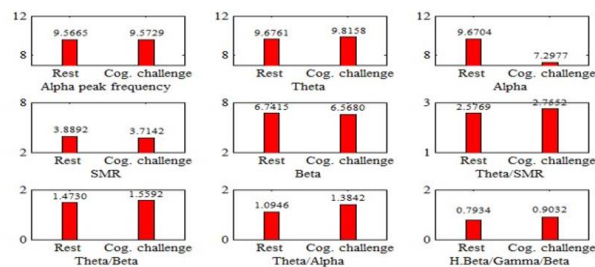 12
9.5665 9.5729
8
Rest Cog. challenge
Alpha peak frequency
12
9.6761 9.8158
8
Rest Cog. challenge
Theta
12
9.6704
7.2977
8
Rest Cog. challenge
Alpha
8
3.8892 3.7142
2
Rest Cog. challenge
SMR
8
6.7415 6.5680
2
Rest Cog. challenge
Beta
3
2.5769
1
Rest Cog. challenge
Theta/SMR
2
1.4730 1.5592
0
Rest Cog. challenge
Theta/Beta
2
1.0946 1.3842
0
Rest Cog. challenge
Theta/Alpha
2
0.7934 0.9032
0
Rest Cog. challenge
H.Beta/Gamma/Beta